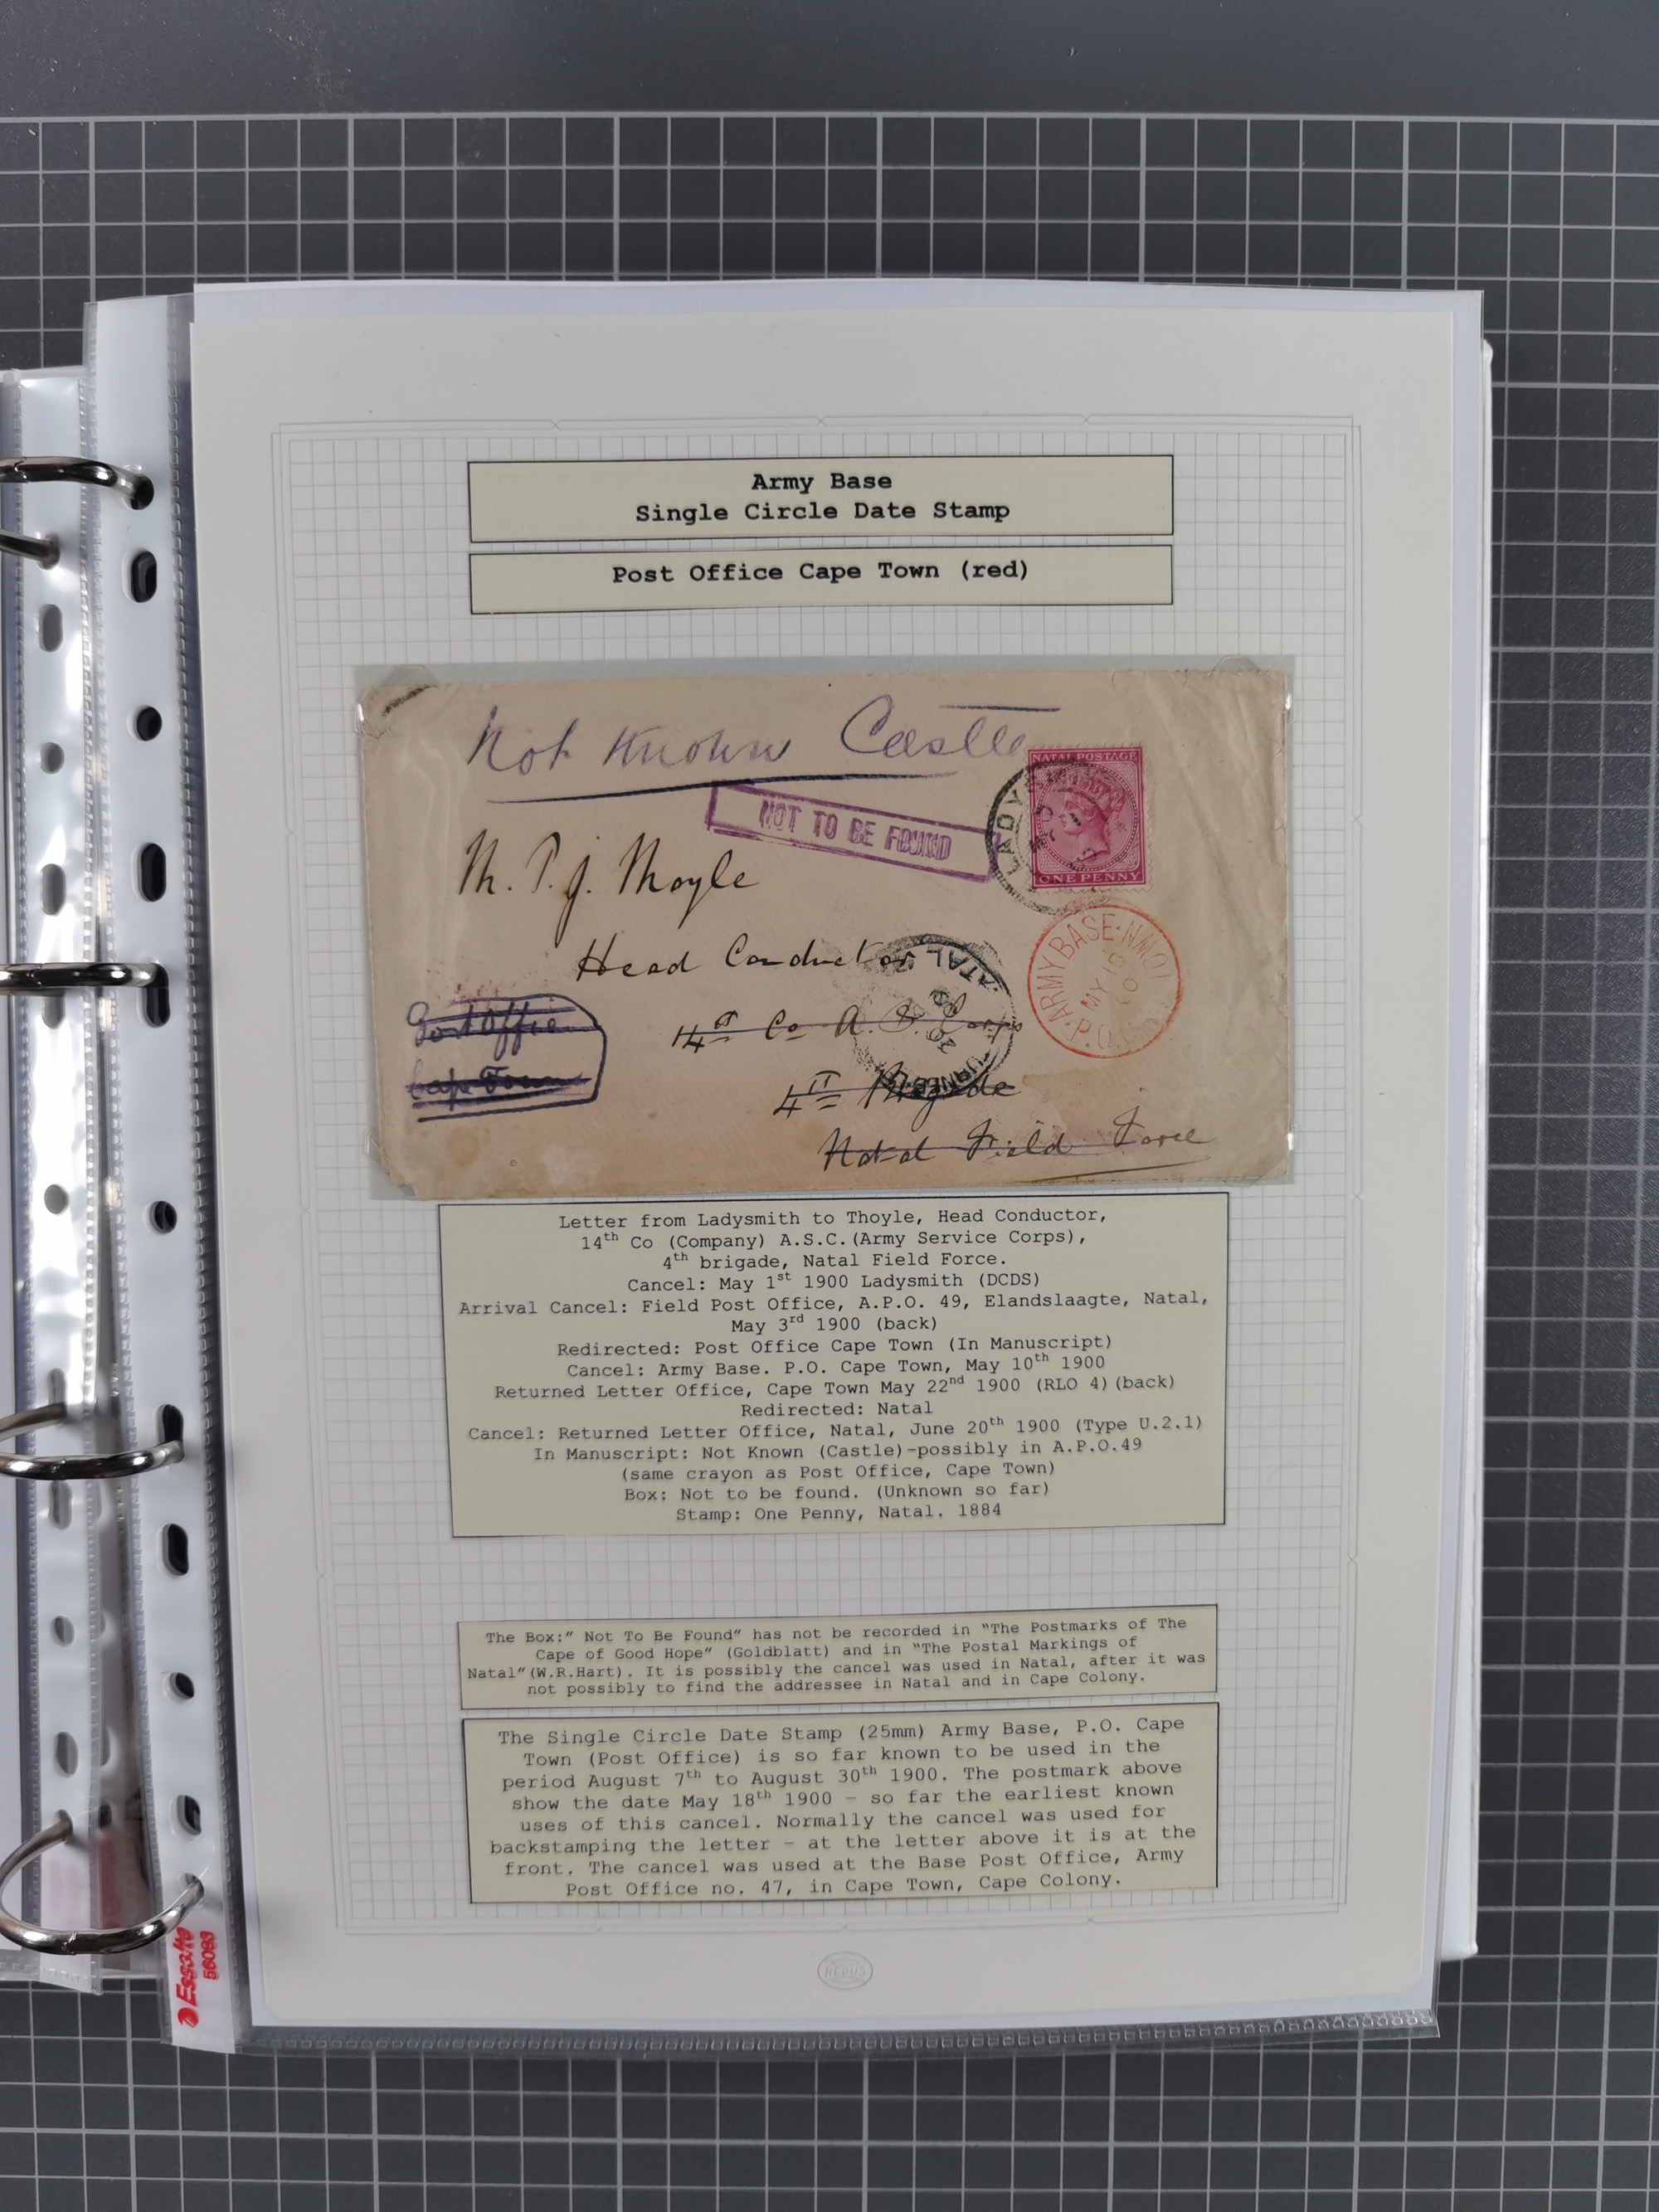 Army Base
Single Circle Date Stamp
Post Office Cape Town (red)
Not Known Castle
NATAL POSTAGE
ONE PENNY
NOT TO BE FOUND
LADYS
M. P. J. Moyle
Head Conductor
ARMY BASE. P.O. TOWN
MY 18
00
NATAL
Post Office
Cape Town
14th Co A. S. Corps
4th Brigade
Natal Field Force
Letter from Ladysmith to Thoyle, Head Conductor,
14th Co (Company) A.S.C.(Army Service Corps),
4th brigade, Natal Field Force.
Cancel: May 1st 1900 Ladysmith (DCDS)
Arrival Cancel: Field Post Office, A.P.O. 49, Elandslaagte, Natal,
May 3rd 1900 (back)
Redirected: Post Office Cape Town (In Manuscript)
Cancel: Army Base. P.O. Cape Town, May 10th 1900
Returned Letter Office, Cape Town May 22nd 1900 (RLO 4)(back)
Redirected: Natal
Cancel: Returned Letter Office, Natal, June 20th 1900 (Type U.2.1)
In Manuscript: Not Known (Castle)-possibly in A.P.O.49
(same crayon as Post Office, Cape Town)
Box: Not to be found. (Unknown so far)
Stamp: One Penny, Natal. 1884
The Box:" Not To Be Found" has not be recorded in "The Postmarks of The
Cape of Good Hope" (Goldblatt) and in "The Postal Markings of
Natal"(W.R.Hart). It is possibly the cancel was used in Natal, after it was
not possibly to find the addressee in Natal and in Cape Colony.
The Single Circle Date Stamp (25mm) Army Base, P.O. Cape
Town (Post Office) is so far known to be used in the
period August 7th to August 30th 1900. The postmark above
show the date May 18th 1900 - so far the earliest known
uses of this cancel. Normally the cancel was used for
backstamping the letter - at the letter above it is at the
front. The cancel was used at the Base Post Office, Army
Post Office no. 47, in Cape Town, Cape Colony.
Esselte
56083